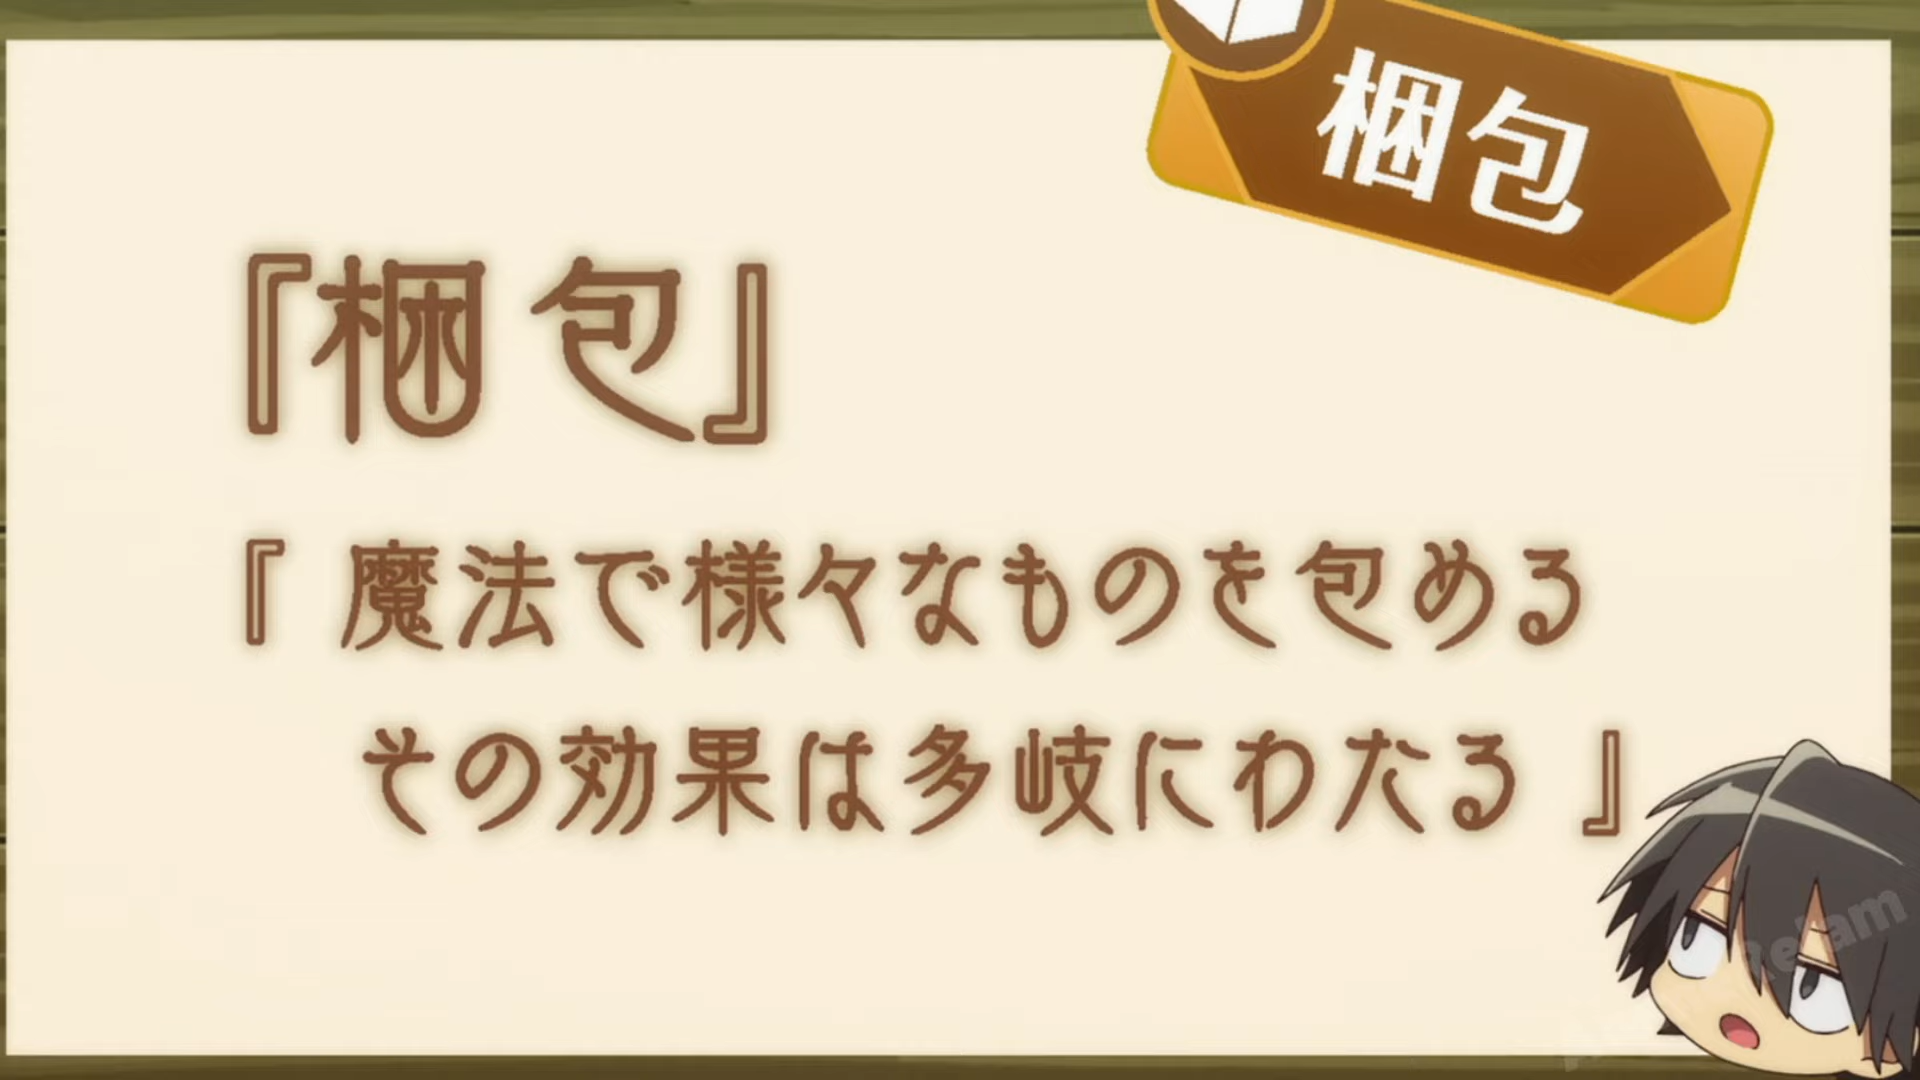 梱包
『梱包』
『 魔法で様々なものを包める
その効果は多岐にわたる 』